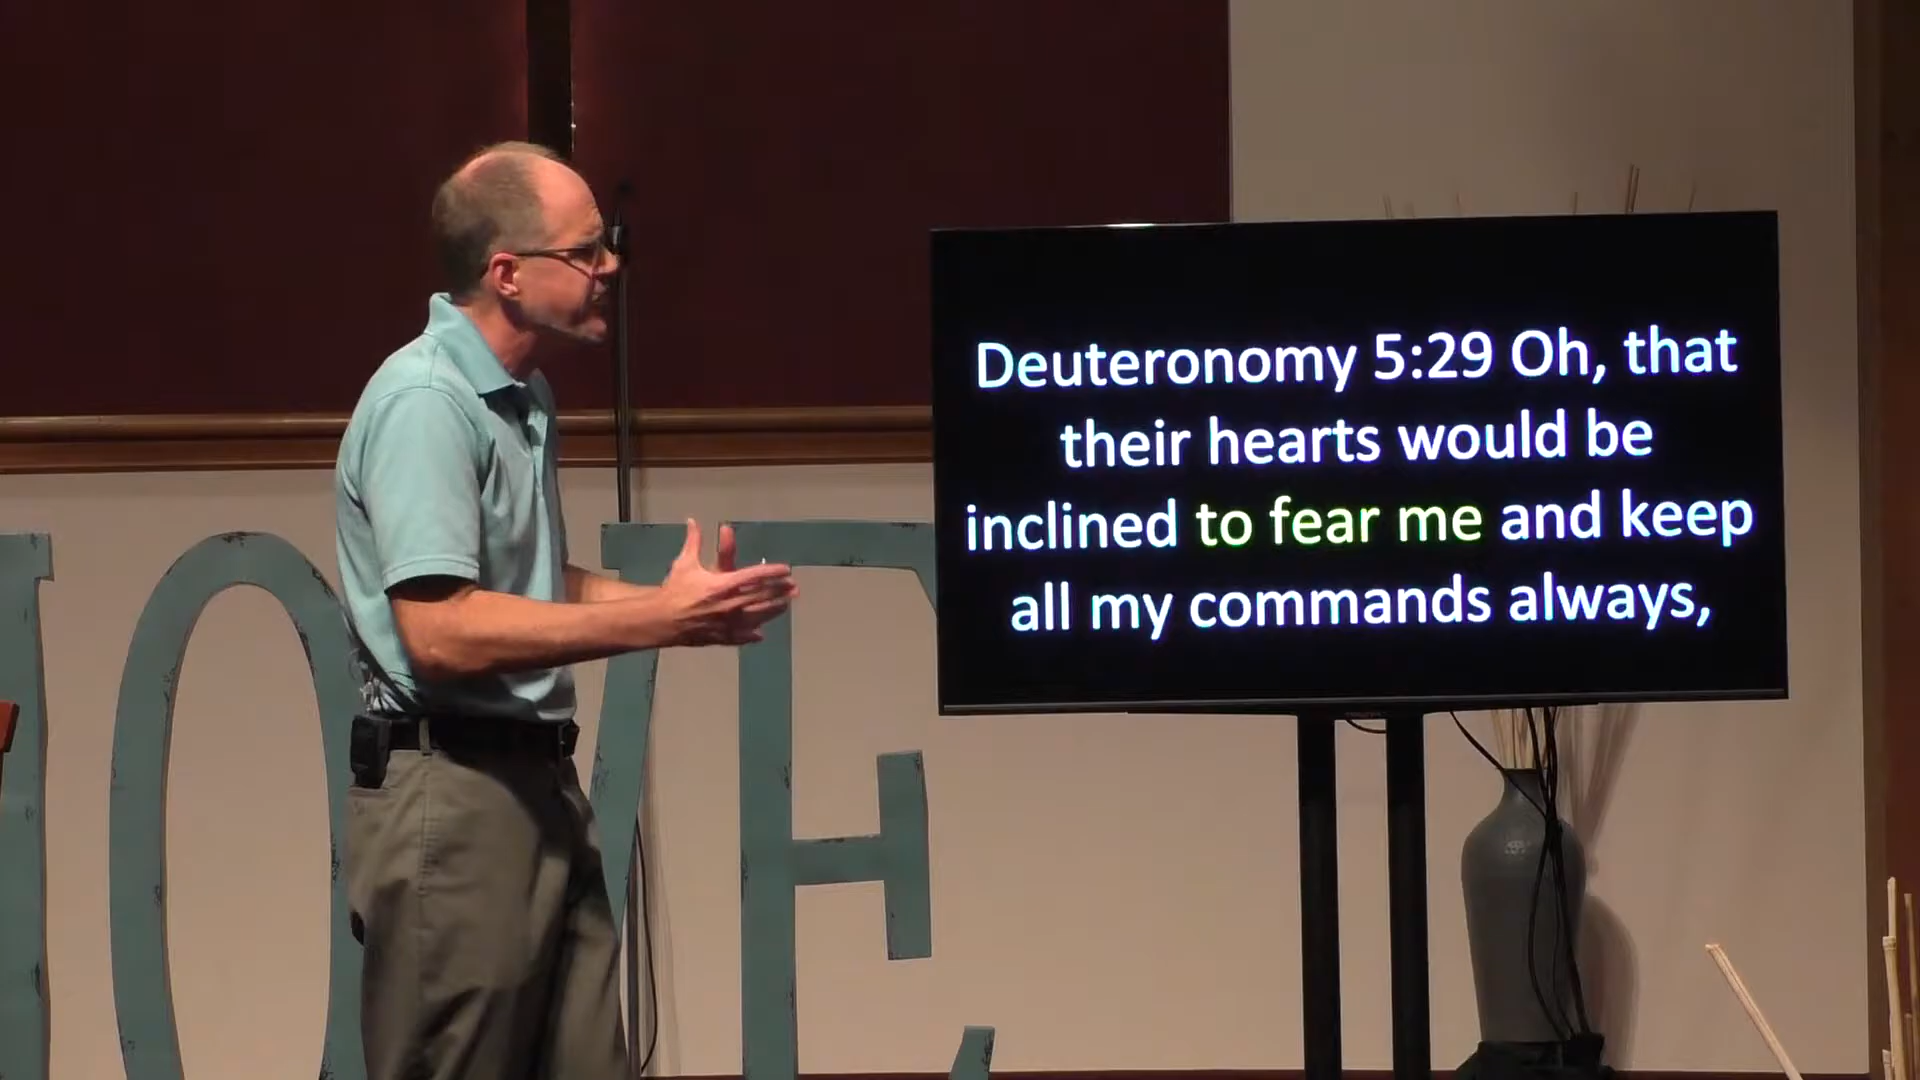 Deuteronomy 5:29 Oh, that
their hearts would be
inclined to fear me and keep
all my commands always,
OVE